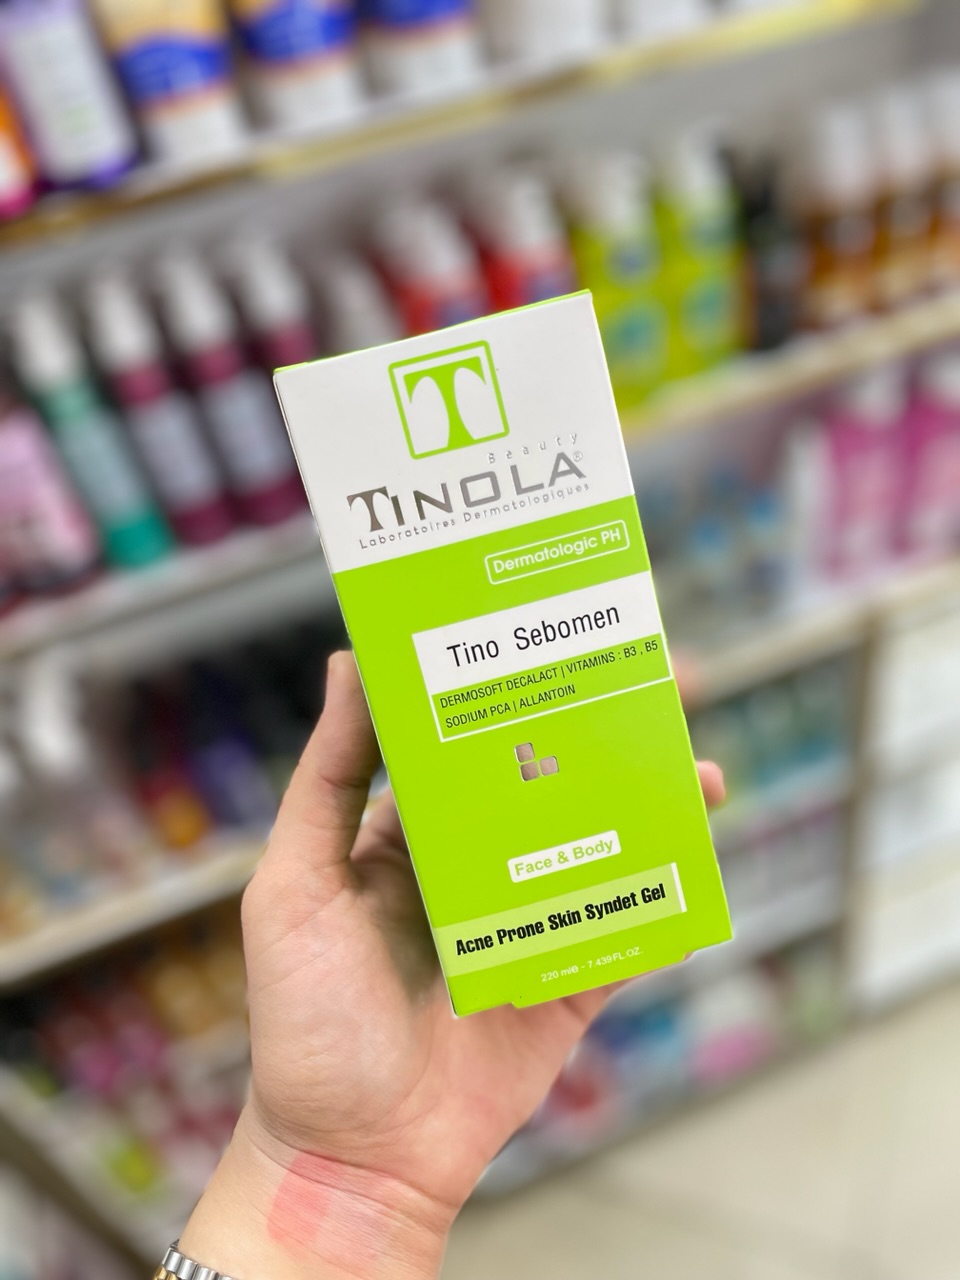 T
Beauty
TINOLA®
Laboratoires Dermatologiques
Dermatologic PH
Tino Sebomen
DERMOSOFT DECALACT | VITAMINS : B3 , B5
SODIUM PCA | ALLANTOIN
Face & Body
Acne Prone Skin Syndet Gel
220 ml℮ - 7.439 FL.OZ.